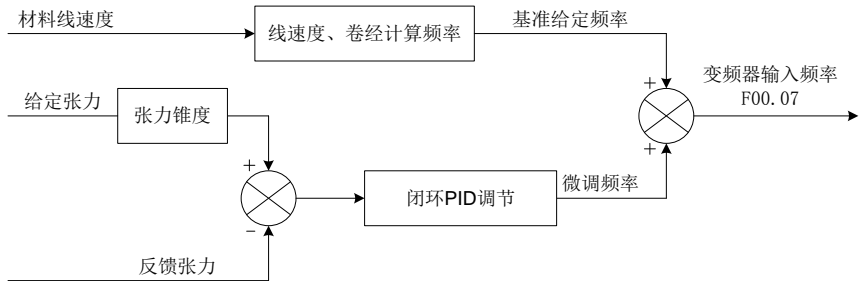 材料线速度
线速度、卷经计算频率
基准给定频率
变频器输入频率
F00.07
给定张力
张力锥度
+
+
+
-
闭环PID调节
微调频率
反馈张力